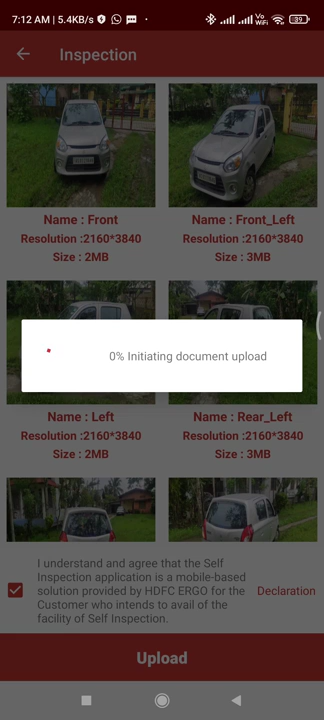 7:12 AM | 5.4KB/s
Vo
WiFi
39
Inspection
Name : Front
Resolution :2160*3840
Size : 2MB
Name : Front_Left
Resolution :2160*3840
Size : 3MB
0% Initiating document upload
Name : Left
Resolution :2160*3840
Size : 2MB
Name : Rear_Left
Resolution :2160*3840
Size : 3MB
I understand and agree that the Self
Inspection application is a mobile-based
solution provided by HDFC ERGO for the
Customer who intends to avail of the
facility of Self Inspection.
Declaration
Upload